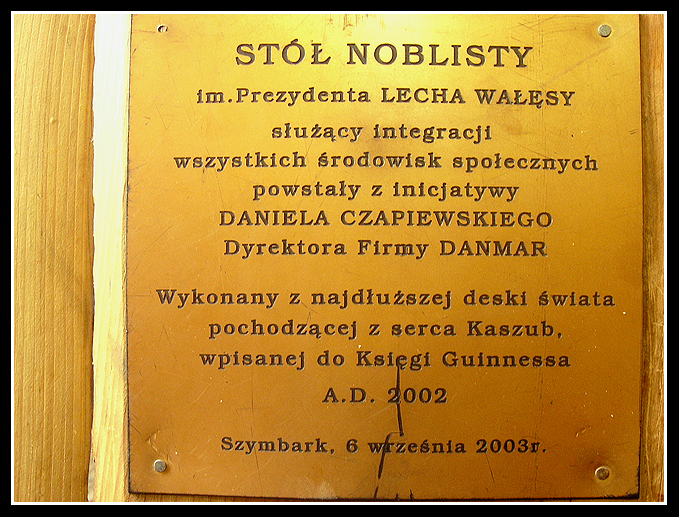 STÓŁ NOBLISTY
im.Prezydenta LECHA WAŁĘSY
służący integracji
wszystkich środowisk społecznych
powstały z inicjatywy
DANIELA CZAPIEWSKIEGO
Dyrektora Firmy DANMAR
Wykonany z najdłuższej deski świata
pochodzącej z serca Kaszub,
wpisanej do Księgi Guinnessa
A.D. 2002
Szymbark, 6 września 2003r.